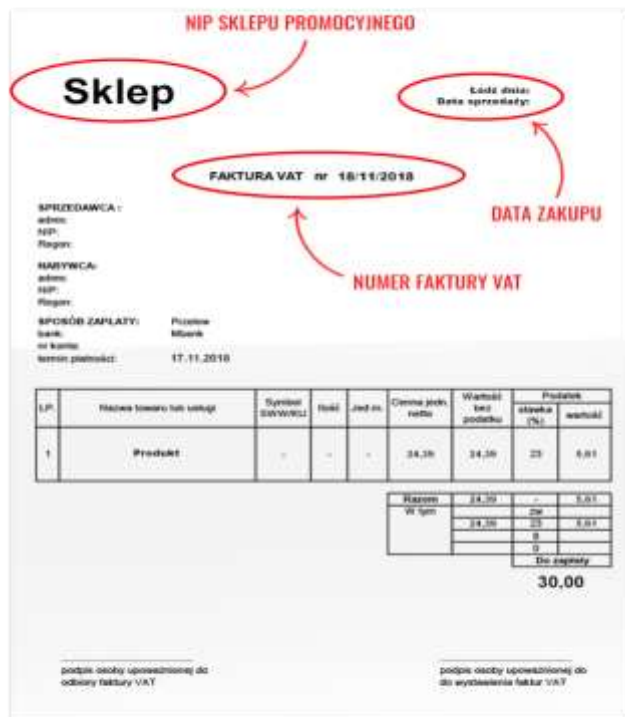 NIP SKLEPU PROMOCYJNEGO
Sklep
Łódź dnia:
Data sprzedaży:
FAKTURA VAT nr 18/11/2018
DATA ZAKUPU
SPRZEDAWCA :
adres:
NIP:
Regon:
NUMER FAKTURY VAT
NABYWCA:
adres:
NIP:
Regon:
SPOSÓB ZAPŁATY: Przelew
bank: Mbank
nr konta:
termin płatności: 17.11.2018
LP. Nazwa towaru lub usługi Symbol SWW/KU Ilość Jed m. Cenna jedn. netto Wartość bez podatku Podatek stawka (%) wartość
1 Produkt - - - 24,39 24,39 23 5,61
Razem 24,39 - 5,61
W tym zw
24,39 23 5,61
8
0
Do zapłaty
30,00
podpis osoby upoważnionej do
odbiory faktury VAT
podpis osoby upoważnionej do
do wystawienia faktur VAT